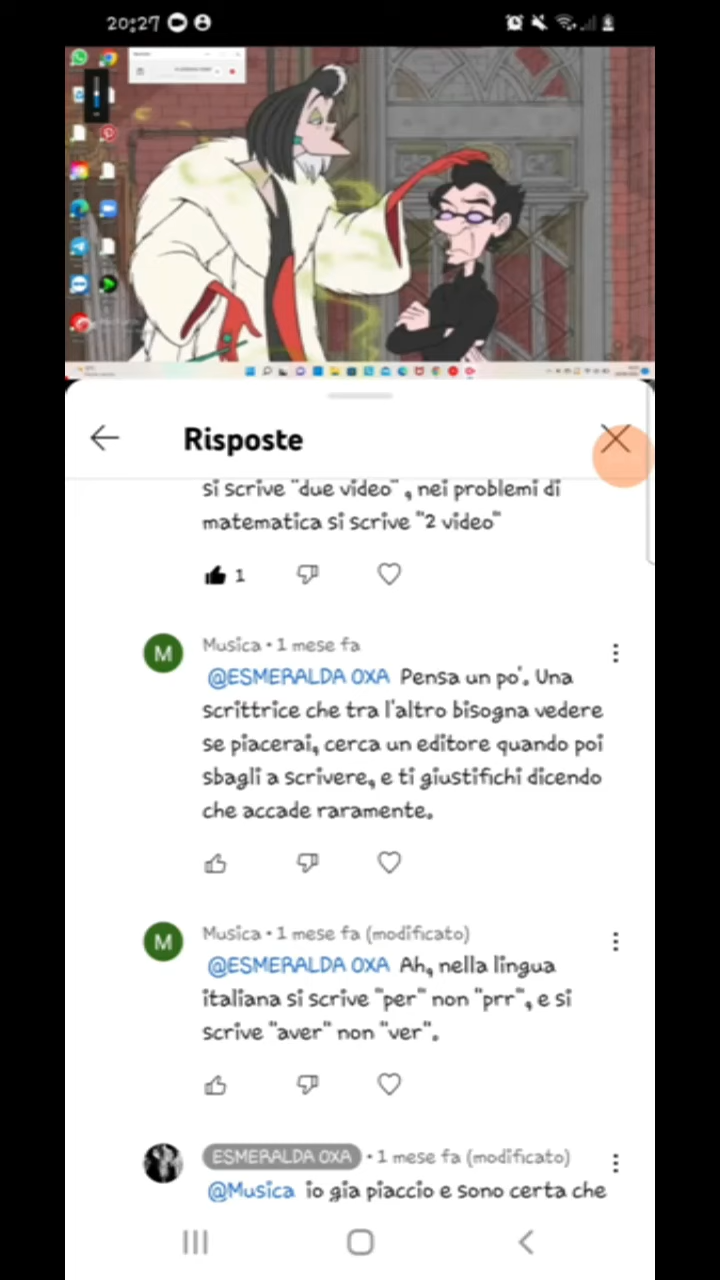 20:27
Risposte
si scrive "due video" , nei problemi di
matematica si scrive "2 video"
1
M
Musica • 1 mese fa
@ESMERALDA OXA Pensa un po'. Una
scrittrice che tra l'altro bisogna vedere
se piacerai, cerca un editore quando poi
sbagli a scrivere, e ti giustifichi dicendo
che accade raramente.
M
Musica • 1 mese fa (modificato)
@ESMERALDA OXA Ah, nella lingua
italiana si scrive "per" non "prr", e si
scrive "aver" non "ver".
ESMERALDA OXA • 1 mese fa (modificato)
@Musica io gia piaccio e sono certa che